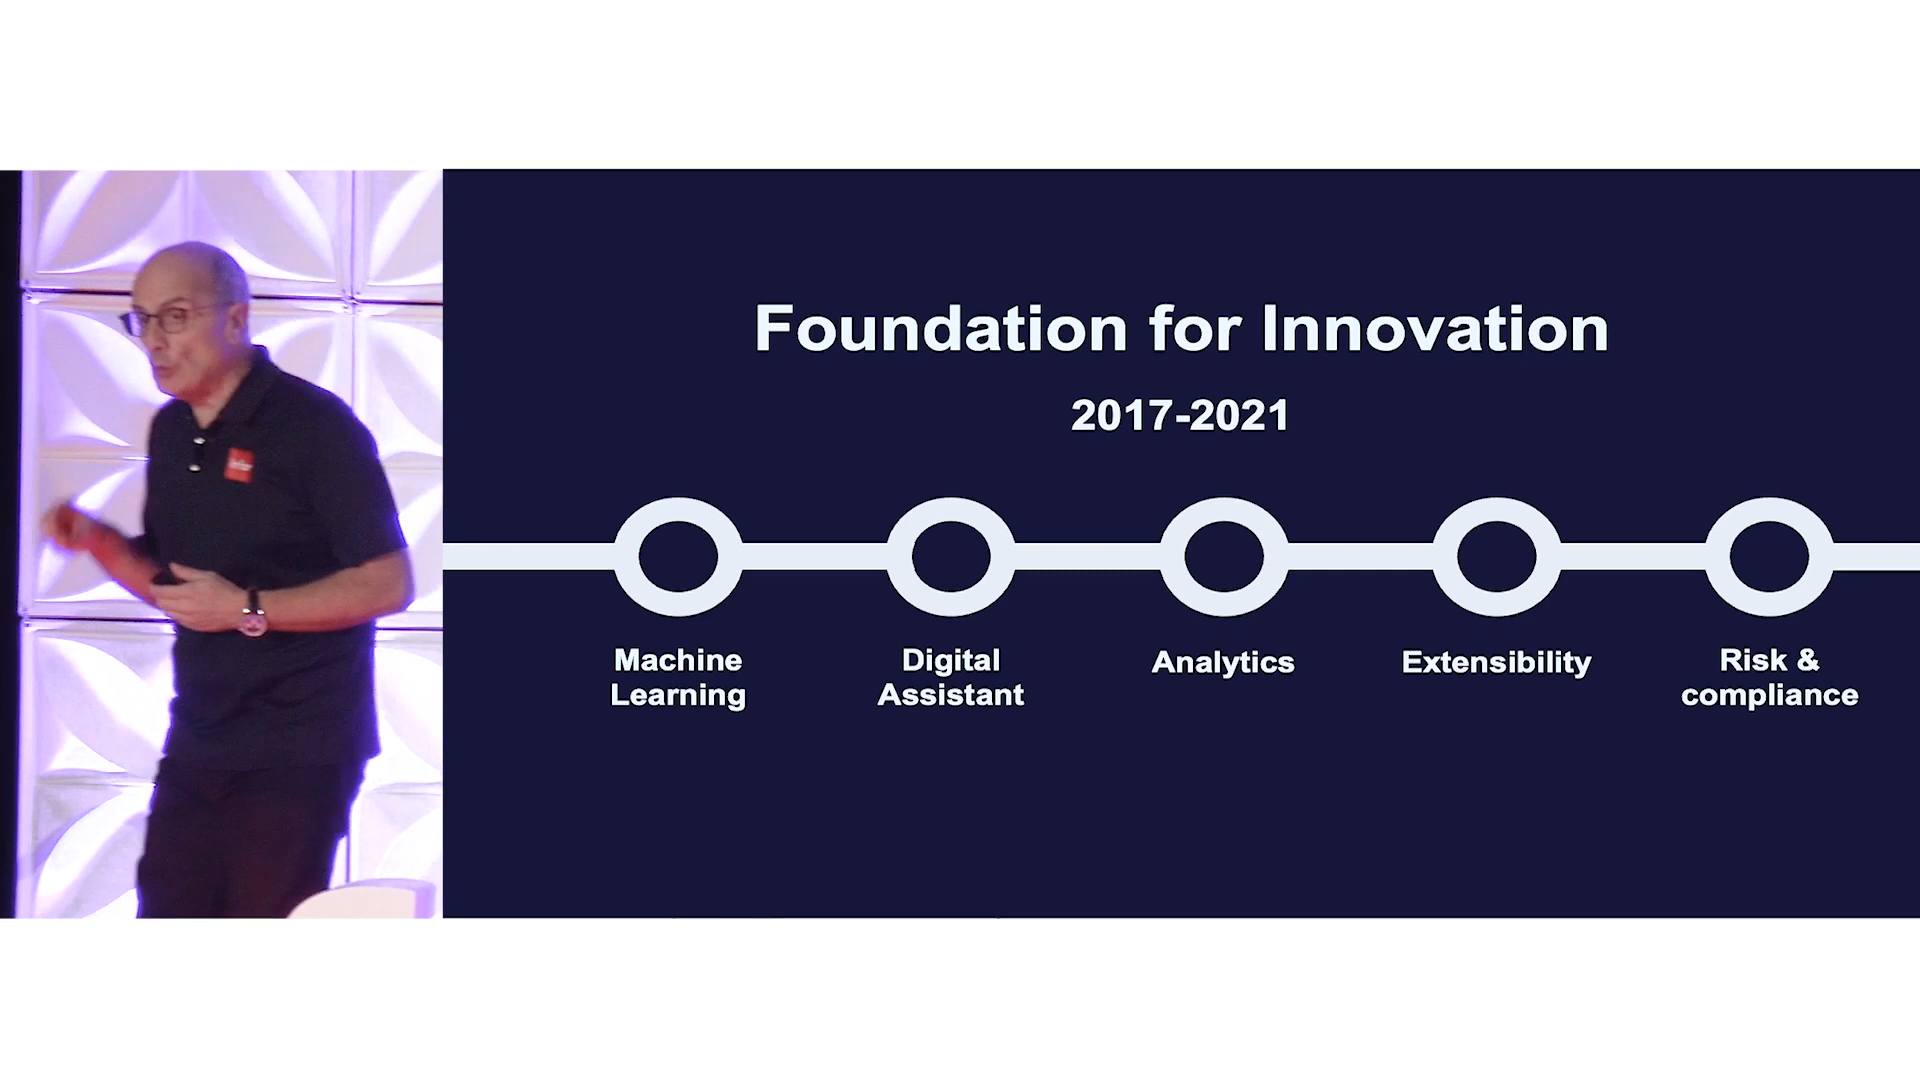 Foundation for Innovation
2017-2021
Machine
Learning
Digital
Assistant
Analytics
Extensibility
Risk &
compliance